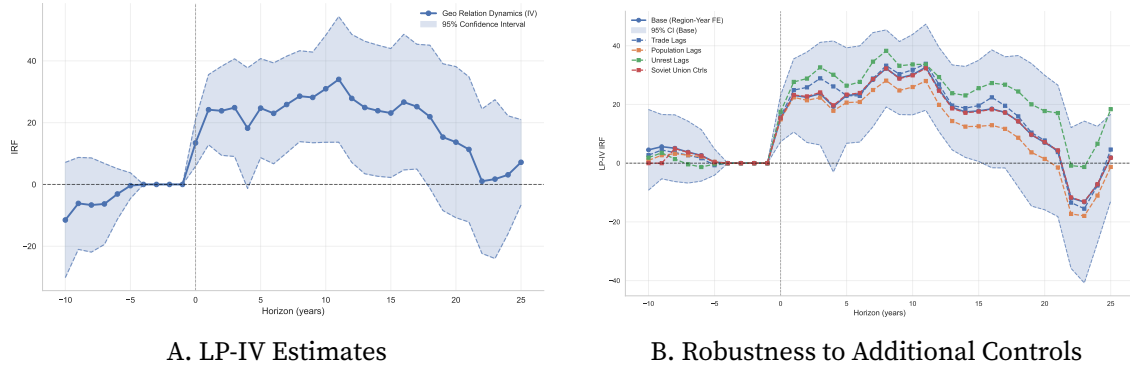 Geo Relation Dynamics (IV)
95% Confidence Interval
IRF
40
20
0
−20
−10 −5 0 5 10 15 20 25
Horizon (years)
A. LP-IV Estimates
Base (Region-Year FE)
95% CI (Base)
Trade Lags
Population Lags
Unrest Lags
Soviet Union Ctrls
LP-IV IRF
40
20
0
−20
−40
−10 −5 0 5 10 15 20 25
Horizon (years)
B. Robustness to Additional Controls